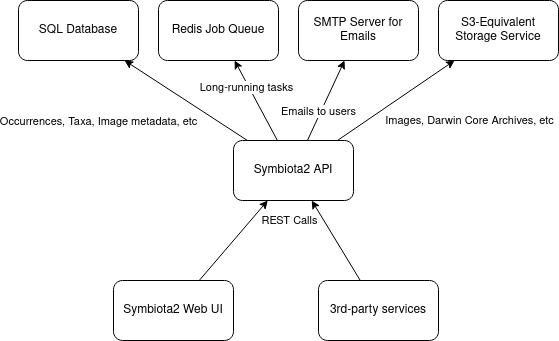 SQL Database
Redis Job Queue
SMTP Server for
Emails
S3-Equivalent
Storage Service
Long-running tasks
Emails to users
Occurrences, Taxa, Image metadata, etc
Images, Darwin Core Archives, etc
Symbiota2 API
REST Calls
Symbiota2 Web UI
3rd-party services